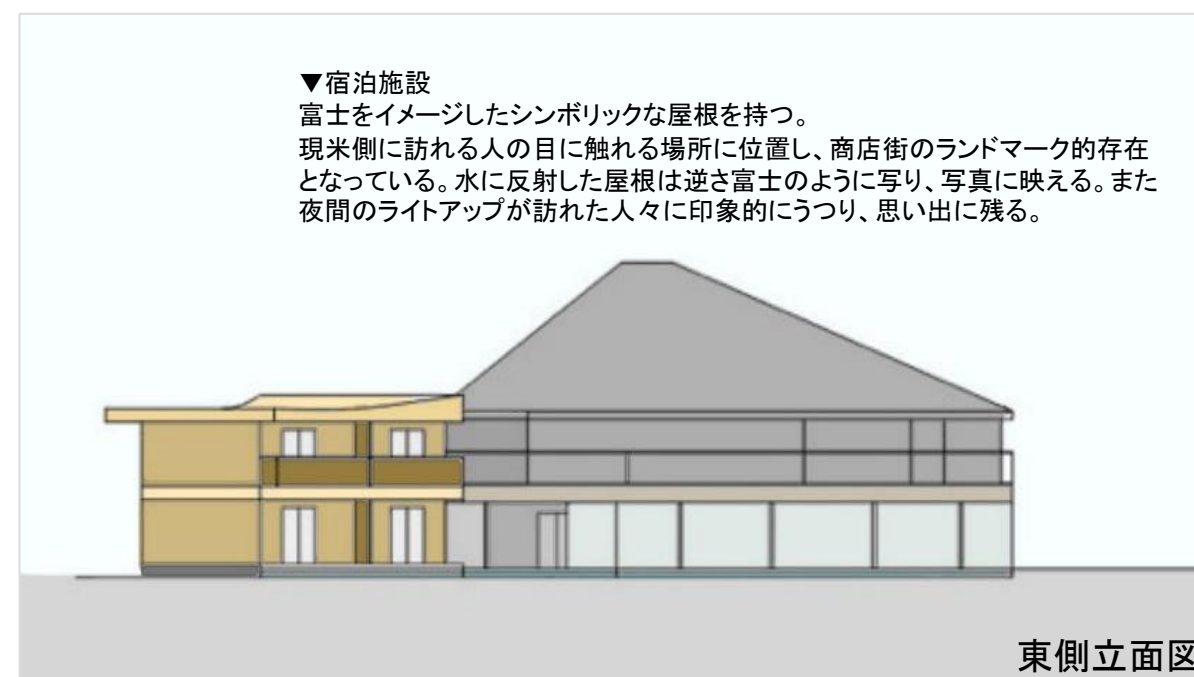 ▼宿泊施設
富士をイメージしたシンボリックな屋根を持つ。
現米側に訪れる人の目に触れる場所に位置し、商店街のランドマーク的存在
となっている。水に反射した屋根は逆さ富士のように写り、写真に映える。また
夜間のライトアップが訪れた人々に印象的にうつり、思い出に残る。
東側立面図